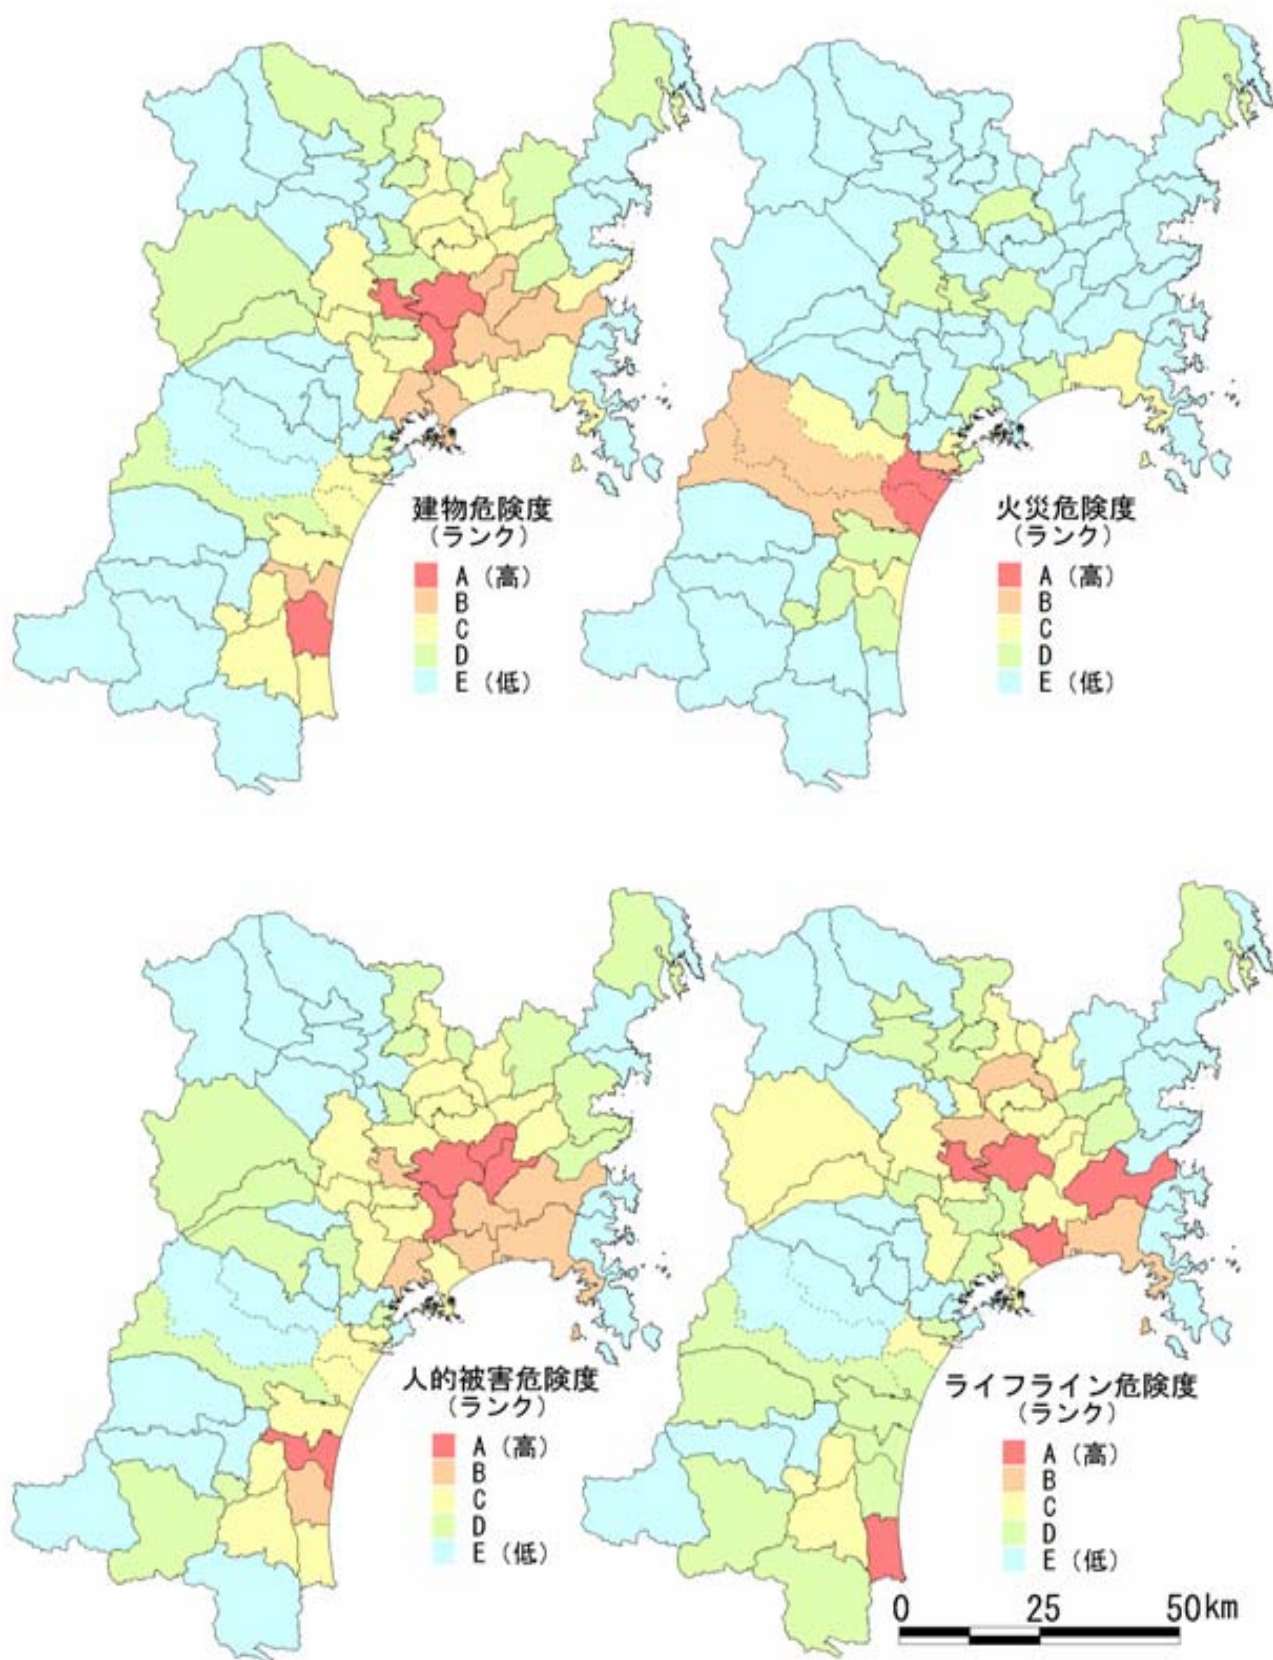 建物危険度
(ランク)
A (高)
B
C
D
E (低)
火災危険度
(ランク)
A (高)
B
C
D
E (低)
人的被害危険度
(ランク)
A (高)
B
C
D
E (低)
ライフライン危険度
(ランク)
A (高)
B
C
D
E (低)
0 25 50km